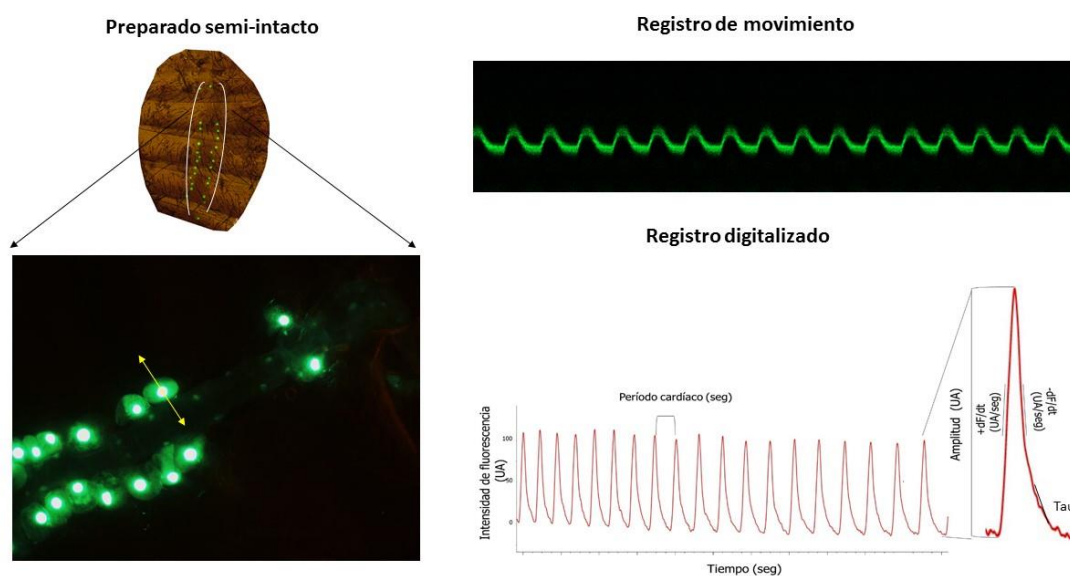 Preparado semi-intacto
Registro de movimiento
Registro digitalizado
Período cardíaco (seg)
Intensidad de fluorescencia
(UA)
100
50
0
Tiempo (seg)
Amplitud (UA)
+dF/dt
(UA/seg)
-dF/dt
(UA/seg)
Tau